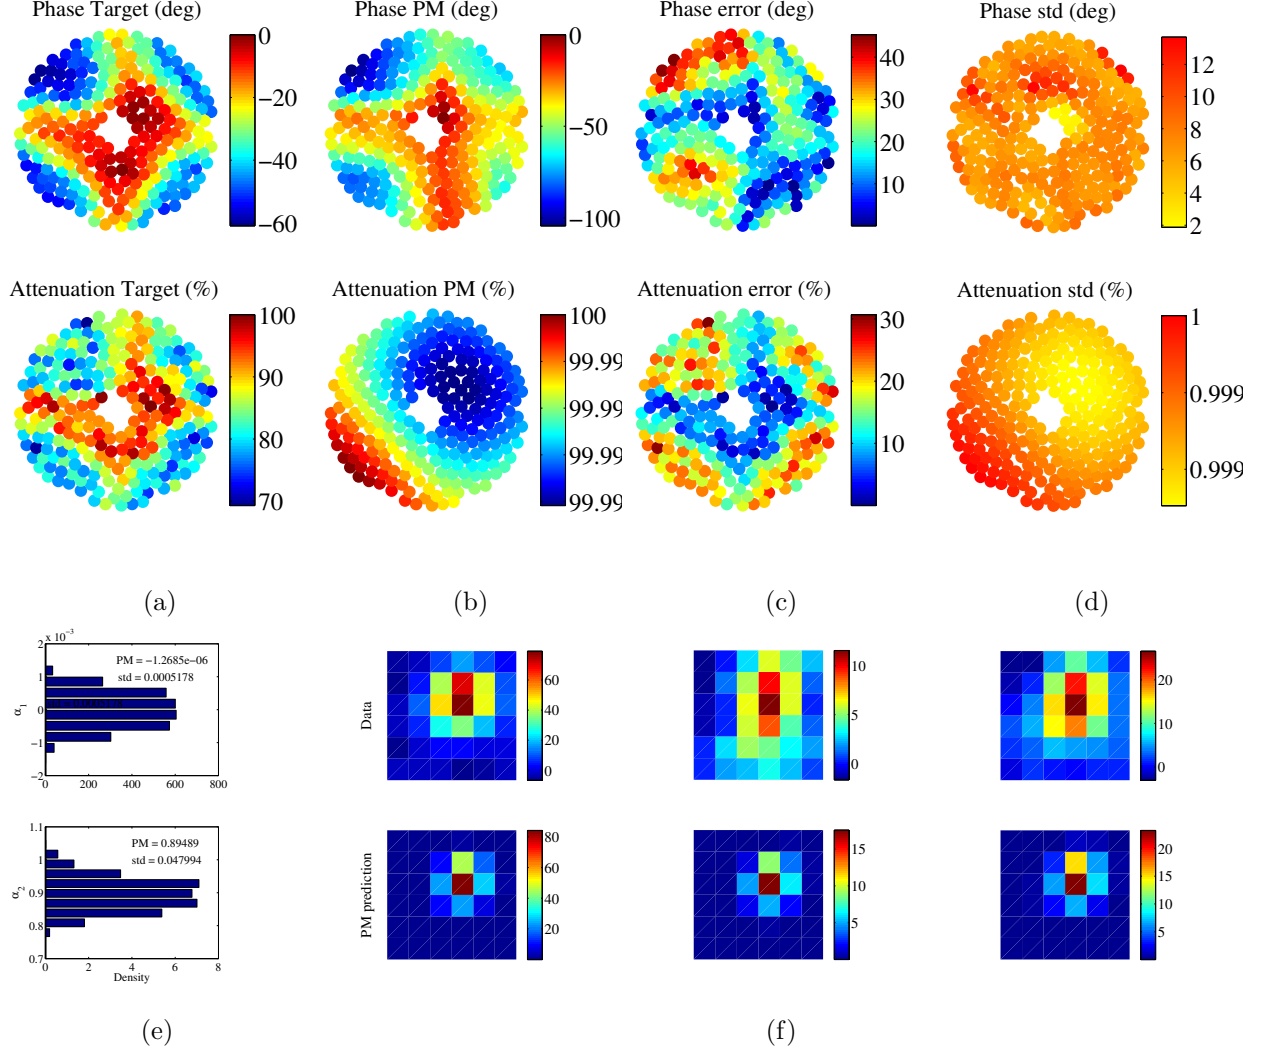 Phase Target (deg)
0
−20
−40
−60
Phase PM (deg)
0
−50
−100
Phase error (deg)
40
30
20
10
Phase std (deg)
12
10
8
6
4
2
Attenuation Target (%)
100
90
80
70
Attenuation PM (%)
100
99.99
99.99
99.99
99.99
Attenuation error (%)
30
20
10
Attenuation std (%)
1
0.999
0.999
(a)
(b)
(c)
(d)
x 10⁻³
2
1
0
−1
−2
α₁
PM = −1.2685e−06
std = 0.0005178
0 200 400 600 800
1.1
1
0.9
0.8
0.7
α₂
PM = 0.89489
std = 0.047994
0 2 4 6 8
Density
(e)
Data
60
40
20
0
10
5
0
20
15
10
5
0
PM prediction
80
60
40
20
15
10
5
20
15
10
5
(f)